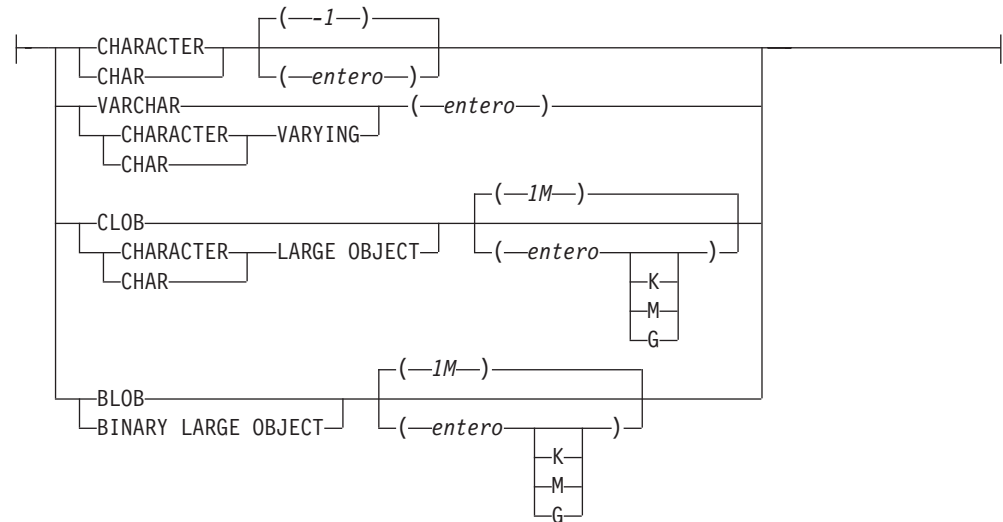 ( -1 )
CHARACTER
CHAR ( entero )
VARCHAR ( entero )
CHARACTER VARYING
CHAR
( 1M )
CLOB
CHARACTER LARGE OBJECT ( entero )
CHAR K
M
G
( 1M )
BLOB
BINARY LARGE OBJECT ( entero )
K
M
G